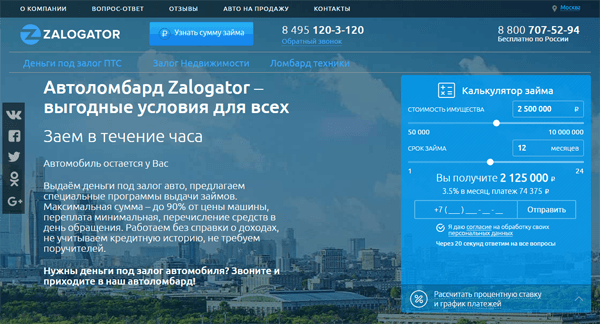 О КОМПАНИИ ВОПРОС-ОТВЕТ ОТЗЫВЫ АВТО НА ПРОДАЖУ КОНТАКТЫ Москва
ZALOGATOR
Узнать сумму займа
8 495 120-3-120
Обратный звонок
8 800 707-52-94
Бесплатно по России
Деньги под залог ПТС Залог Недвижимости Ломбард техники
Автоломбард Zalogator –
выгодные условия для всех
Заем в течение часа
Автомобиль остается у Вас
Выдаём деньги под залог авто, предлагаем
специальные программы выдачи займов.
Максимальная сумма – до 90% от цены машины,
переплата минимальная, перечисление средств в
день обращения. Работаем без справки о доходах,
не учитываем кредитную историю, не требуем
поручителей.
Нужны деньги под залог автомобиля? Звоните и
приходите в наш автоломбард!
G+
Калькулятор займа
СТОИМОСТЬ ИМУЩЕСТВА 2 500 000 ₽
50 000 10 000 000
СРОК ЗАЙМА 12 месяцев
1 24
Вы получите 2 125 000 ₽
3.5% в месяц, платеж 74 375 ₽
+7 (___) ___-__-__ Отправить
Я даю согласие на обработку своих
персональных данных
Через 20 секунд ответим на все вопросы
Рассчитать процентную ставку
и график платежей